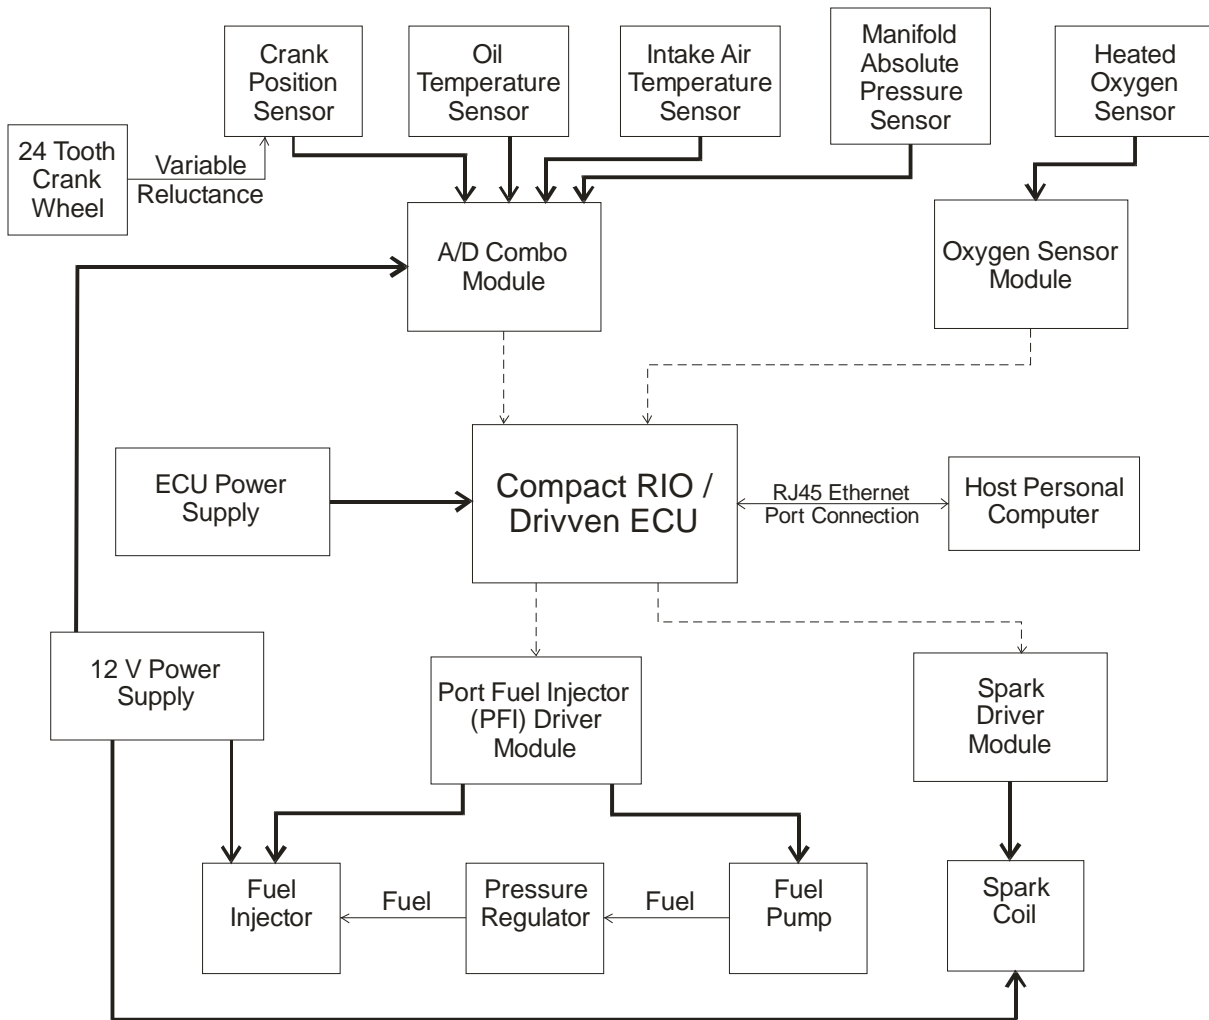 Crank
Position
Sensor
Oil
Temperature
Sensor
Intake Air
Temperature
Sensor
Manifold
Absolute
Pressure
Sensor
Heated
Oxygen
Sensor
24 Tooth
Crank
Wheel
Variable
Reluctance
A/D Combo
Module
Oxygen Sensor
Module
ECU Power
Supply
Compact RIO /
Drivven ECU
RJ45 Ethernet
Port Connection
Host Personal
Computer
12 V Power
Supply
Port Fuel Injector
(PFI) Driver
Module
Spark
Driver
Module
Fuel
Injector
Fuel
Pressure
Regulator
Fuel
Fuel
Pump
Spark
Coil